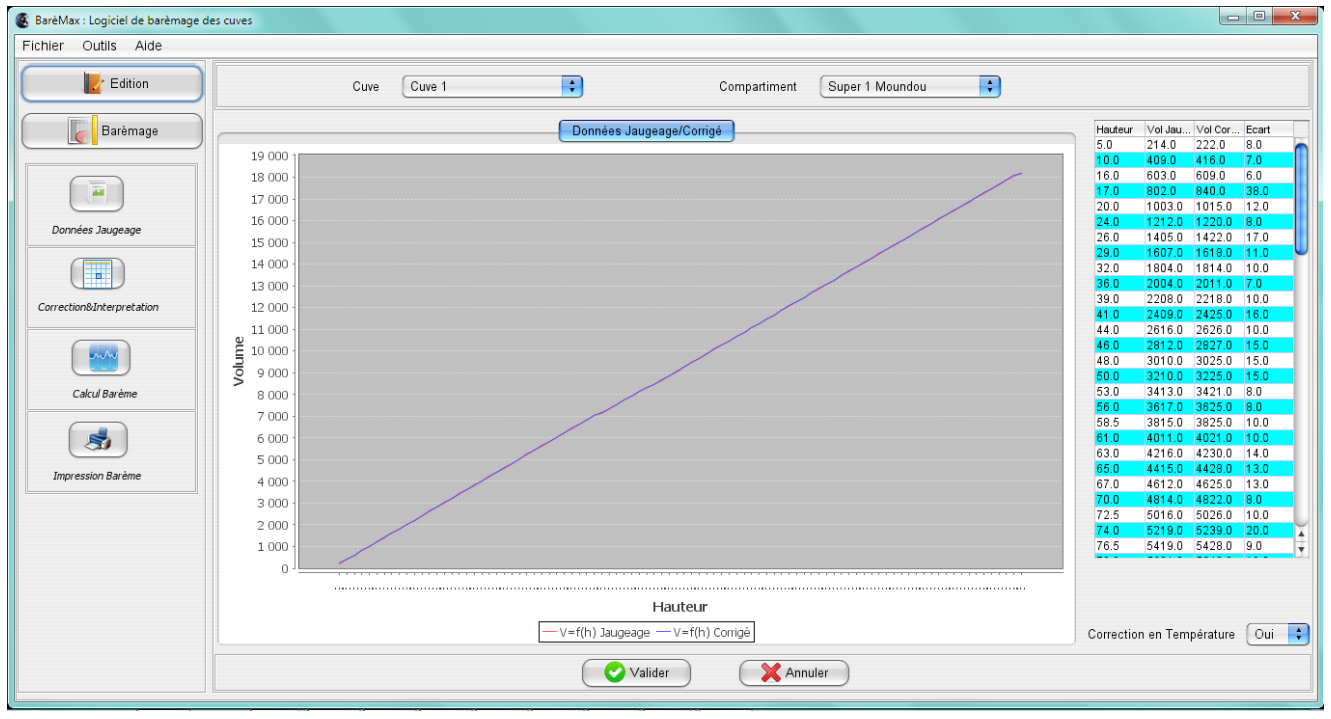 BarèMax : Logiciel de barèmage des cuves
Fichier Outils Aide
Edition
Barèmage
Données Jaugeage
Correction&Interpretation
Calcul Barème
Impression Barème
Cuve Cuve 1 Compartiment Super 1 Moundou
Données Jaugeage/Corrigé
19 000
18 000
17 000
16 000
15 000
14 000
13 000
12 000
11 000
10 000
9 000
8 000
7 000
6 000
5 000
4 000
3 000
2 000
1 000
0
Volume
Hauteur
V=f(h) Jaugeage V=f(h) Corrigé
Hauteur Vol Jau... Vol Cor... Ecart
5.0 214.0 222.0 8.0
10.0 409.0 416.0 7.0
16.0 603.0 609.0 6.0
17.0 802.0 840.0 38.0
20.0 1003.0 1015.0 12.0
24.0 1212.0 1220.0 8.0
26.0 1405.0 1422.0 17.0
29.0 1607.0 1618.0 11.0
32.0 1804.0 1814.0 10.0
36.0 2004.0 2011.0 7.0
39.0 2208.0 2218.0 10.0
41.0 2409.0 2425.0 16.0
44.0 2616.0 2626.0 10.0
46.0 2812.0 2827.0 15.0
48.0 3010.0 3025.0 15.0
50.0 3210.0 3225.0 15.0
53.0 3413.0 3421.0 8.0
56.0 3617.0 3625.0 8.0
58.5 3815.0 3825.0 10.0
61.0 4011.0 4021.0 10.0
63.0 4216.0 4230.0 14.0
65.0 4415.0 4428.0 13.0
67.0 4612.0 4625.0 13.0
70.0 4814.0 4822.0 8.0
72.5 5016.0 5026.0 10.0
74.0 5219.0 5239.0 20.0
76.5 5419.0 5428.0 9.0
Correction en Température Oui
Valider Annuler